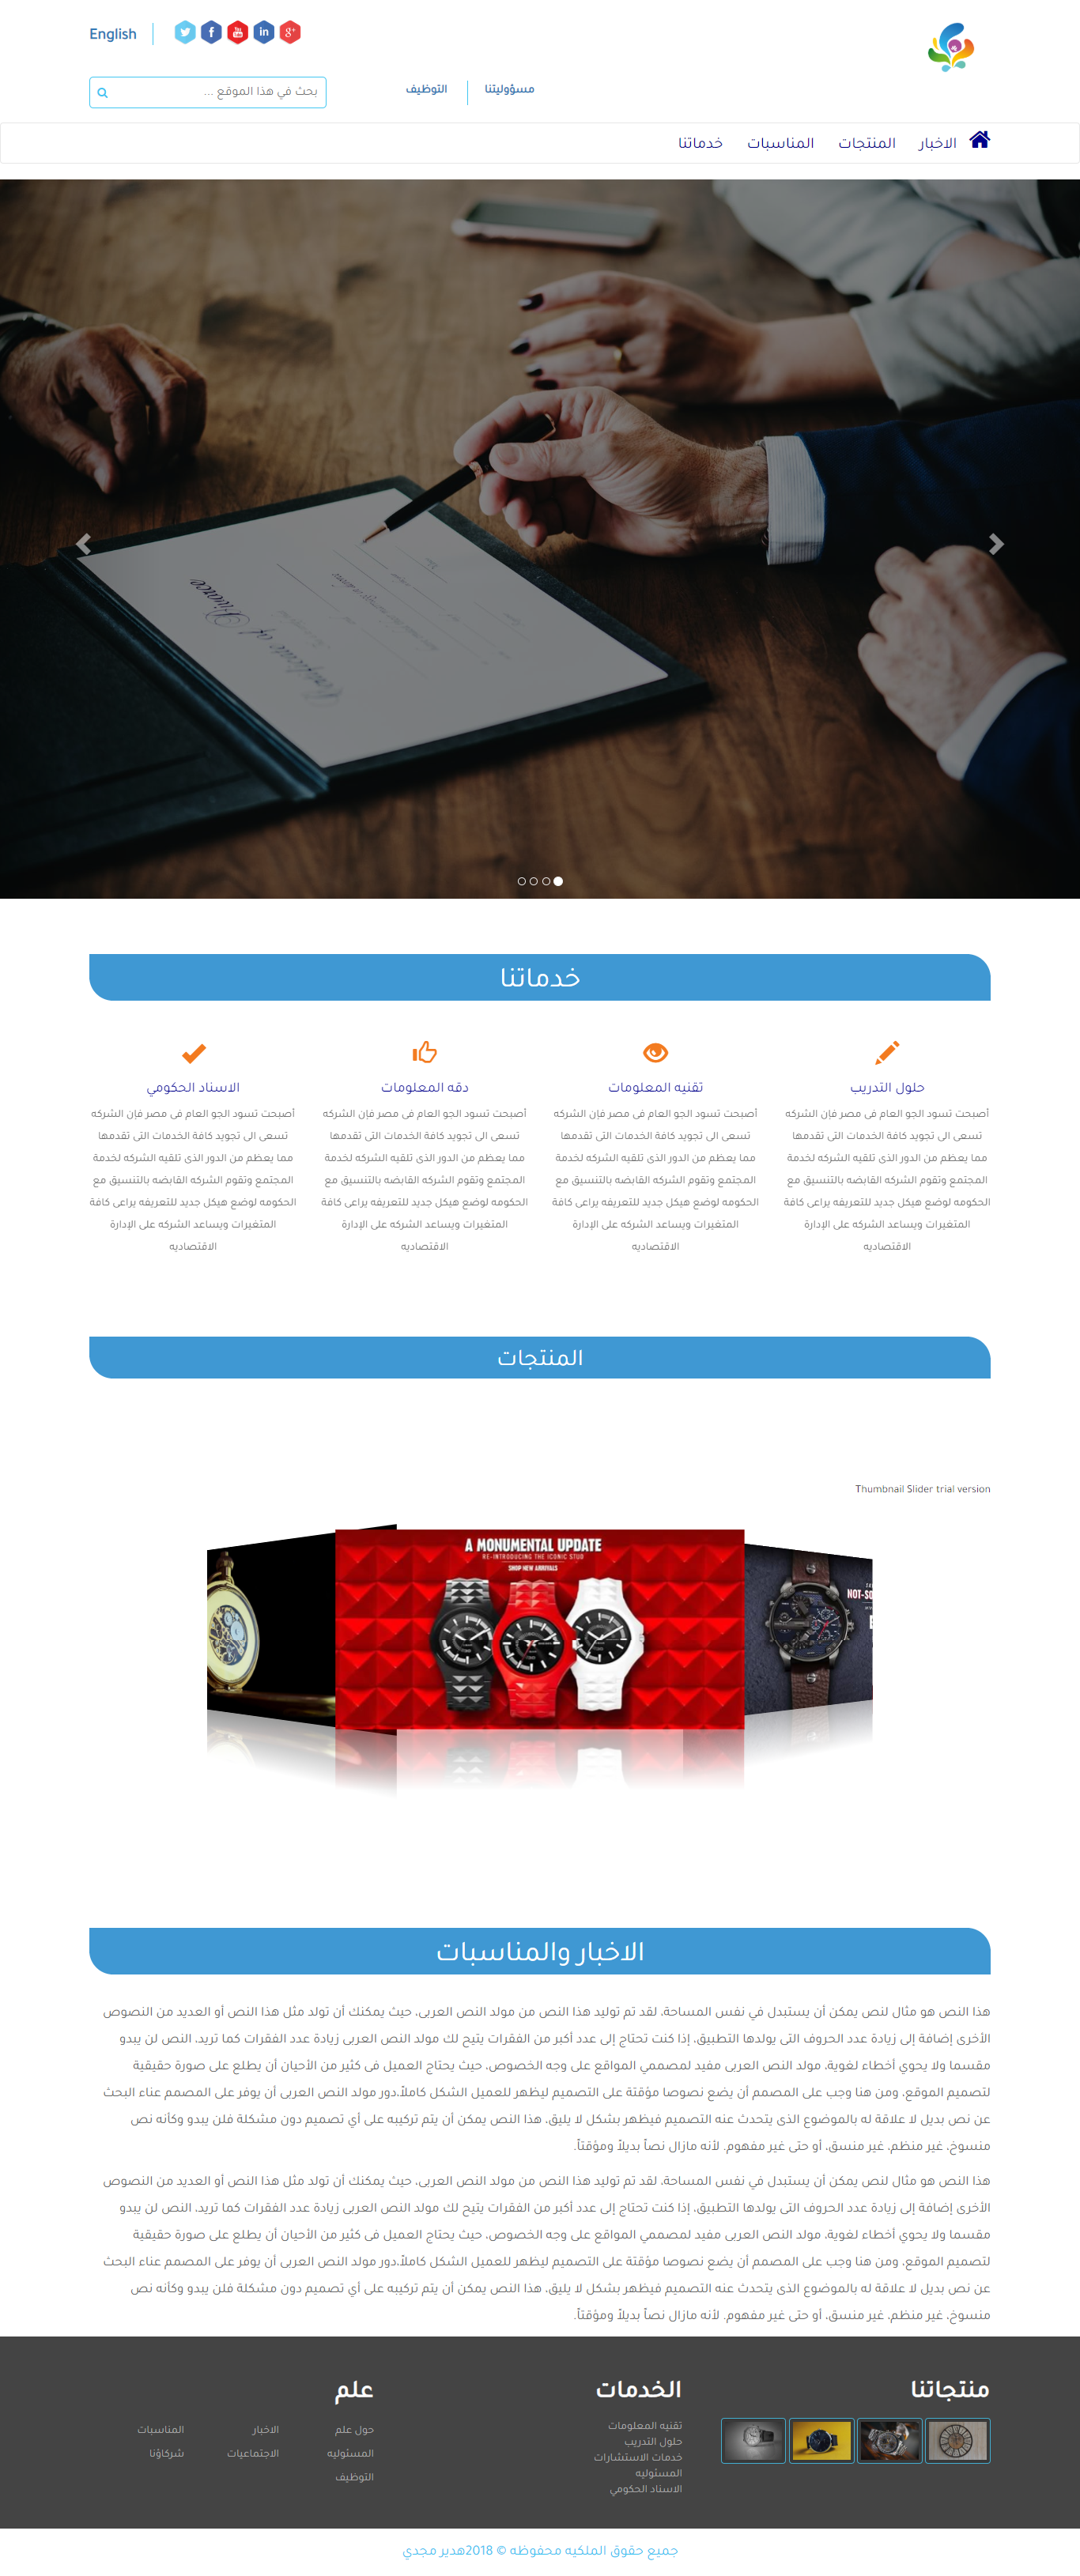 English
مسؤوليتنا
التوظيف
بحث في هذا الموقع ...
الاخبار
المنتجات
المناسبات
خدماتنا
خدماتنا
حلول التدريب
أصبحت تسود الجو العام فى مصر فإن الشركه
تسعى الى تجويد كافة الخدمات التى تقدمها
مما يعظم من الدور الذى تلقيه الشركه لخدمة
المجتمع وتقوم الشركه القابضه بالتنسيق مع
الحكومه لوضع هيكل جديد للتعريفه يراعى كافة
المتغيرات ويساعد الشركه على الإدارة
الاقتصاديه
تقنيه المعلومات
أصبحت تسود الجو العام فى مصر فإن الشركه
تسعى الى تجويد كافة الخدمات التى تقدمها
مما يعظم من الدور الذى تلقيه الشركه لخدمة
المجتمع وتقوم الشركه القابضه بالتنسيق مع
الحكومه لوضع هيكل جديد للتعريفه يراعى كافة
المتغيرات ويساعد الشركه على الإدارة
الاقتصاديه
دقه المعلومات
أصبحت تسود الجو العام فى مصر فإن الشركه
تسعى الى تجويد كافة الخدمات التى تقدمها
مما يعظم من الدور الذى تلقيه الشركه لخدمة
المجتمع وتقوم الشركه القابضه بالتنسيق مع
الحكومه لوضع هيكل جديد للتعريفه يراعى كافة
المتغيرات ويساعد الشركه على الإدارة
الاقتصاديه
الاسناد الحكومي
أصبحت تسود الجو العام فى مصر فإن الشركه
تسعى الى تجويد كافة الخدمات التى تقدمها
مما يعظم من الدور الذى تلقيه الشركه لخدمة
المجتمع وتقوم الشركه القابضه بالتنسيق مع
الحكومه لوضع هيكل جديد للتعريفه يراعى كافة
المتغيرات ويساعد الشركه على الإدارة
الاقتصاديه
المنتجات
Thumbnail Slider trial version
A MONUMENTAL UPDATE
RE-INTRODUCING THE ICONIC STUD
SHOP NEW ARRIVALS
الاخبار والمناسبات
هذا النص هو مثال لنص يمكن أن يستبدل في نفس المساحة، لقد تم توليد هذا النص من مولد النص العربى، حيث يمكنك أن تولد مثل هذا النص أو العديد من النصوص
الأخرى إضافة إلى زيادة عدد الحروف التى يولدها التطبيق، إذا كنت تحتاج إلى عدد أكبر من الفقرات يتيح لك مولد النص العربى زيادة عدد الفقرات كما تريد، النص لن يبدو
مقسما ولا يحوي أخطاء لغوية، مولد النص العربى مفيد لمصممي المواقع على وجه الخصوص، حيث يحتاج العميل فى كثير من الأحيان أن يطلع على صورة حقيقية
لتصميم الموقع، ومن هنا وجب على المصمم أن يضع نصوصا مؤقتة على التصميم ليظهر للعميل الشكل كاملاً،دور مولد النص العربى أن يوفر على المصمم عناء البحث
عن نص بديل لا علاقة له بالموضوع الذى يتحدث عنه التصميم فيظهر بشكل لا يليق، هذا النص يمكن أن يتم تركيبه على أي تصميم دون مشكلة فلن يبدو وكأنه نص
منسوخ، غير منظم، غير منسق، أو حتى غير مفهوم. لأنه مازال نصاً بديلاً ومؤقتاً.
هذا النص هو مثال لنص يمكن أن يستبدل في نفس المساحة، لقد تم توليد هذا النص من مولد النص العربى، حيث يمكنك أن تولد مثل هذا النص أو العديد من النصوص
الأخرى إضافة إلى زيادة عدد الحروف التى يولدها التطبيق، إذا كنت تحتاج إلى عدد أكبر من الفقرات يتيح لك مولد النص العربى زيادة عدد الفقرات كما تريد، النص لن يبدو
مقسما ولا يحوي أخطاء لغوية، مولد النص العربى مفيد لمصممي المواقع على وجه الخصوص، حيث يحتاج العميل فى كثير من الأحيان أن يطلع على صورة حقيقية
لتصميم الموقع، ومن هنا وجب على المصمم أن يضع نصوصا مؤقتة على التصميم ليظهر للعميل الشكل كاملاً،دور مولد النص العربى أن يوفر على المصمم عناء البحث
عن نص بديل لا علاقة له بالموضوع الذى يتحدث عنه التصميم فيظهر بشكل لا يليق، هذا النص يمكن أن يتم تركيبه على أي تصميم دون مشكلة فلن يبدو وكأنه نص
منسوخ، غير منظم، غير منسق، أو حتى غير مفهوم. لأنه مازال نصاً بديلاً ومؤقتاً.
منتجاتنا
الخدمات
تقنيه المعلومات
حلول التدريب
خدمات الاستشارات
المسئوليه
الاسناد الحكومي
علم
حول علم
الاخبار
المناسبات
المسئوليه
الاجتماعيات
شركاؤنا
التوظيف
جميع حقوق الملكيه محفوظه © 2018هدير مجدي